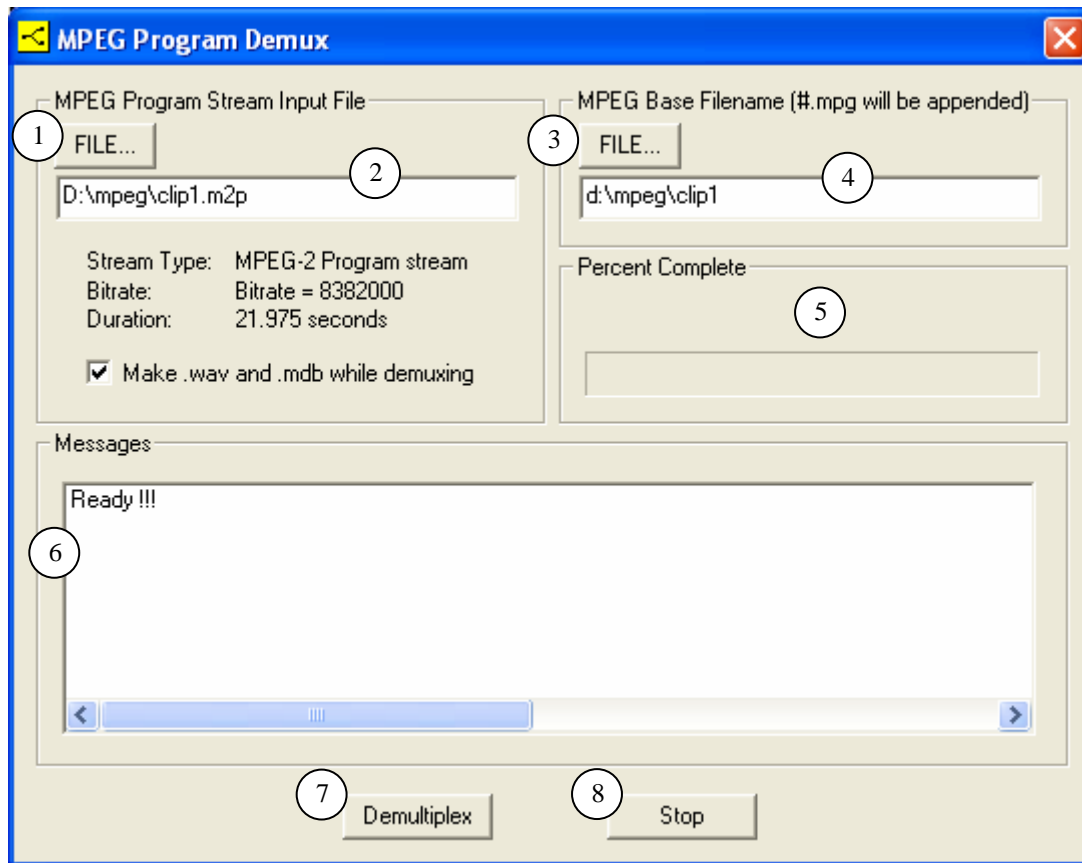 MPEG Program Demux
MPEG Program Stream Input File
1
FILE...
2
D:\mpeg\clip1.m2p
Stream Type: MPEG-2 Program stream
Bitrate: Bitrate = 8382000
Duration: 21.975 seconds
Make .wav and .mdb while demuxing
MPEG Base Filename (#.mpg will be appended)
3
FILE...
4
d:\mpeg\clip1
Percent Complete
5
Messages
Ready !!!
6
7
Demultiplex
8
Stop